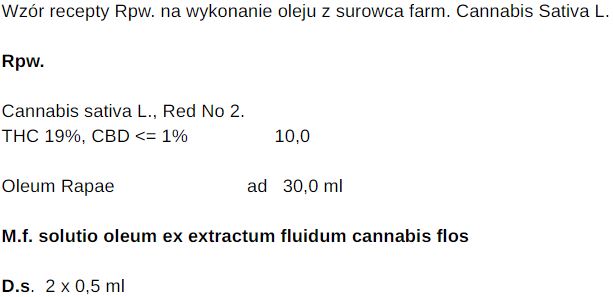 Wzór recepty Rpw. na wykonanie oleju z surowca farm. Cannabis Sativa L.
Rpw.
Cannabis sativa L., Red No 2.
THC 19%, CBD <= 1% 10,0
Oleum Rapae ad 30,0 ml
M.f. solutio oleum ex extractum fluidum cannabis flos
D.s. 2 x 0,5 ml